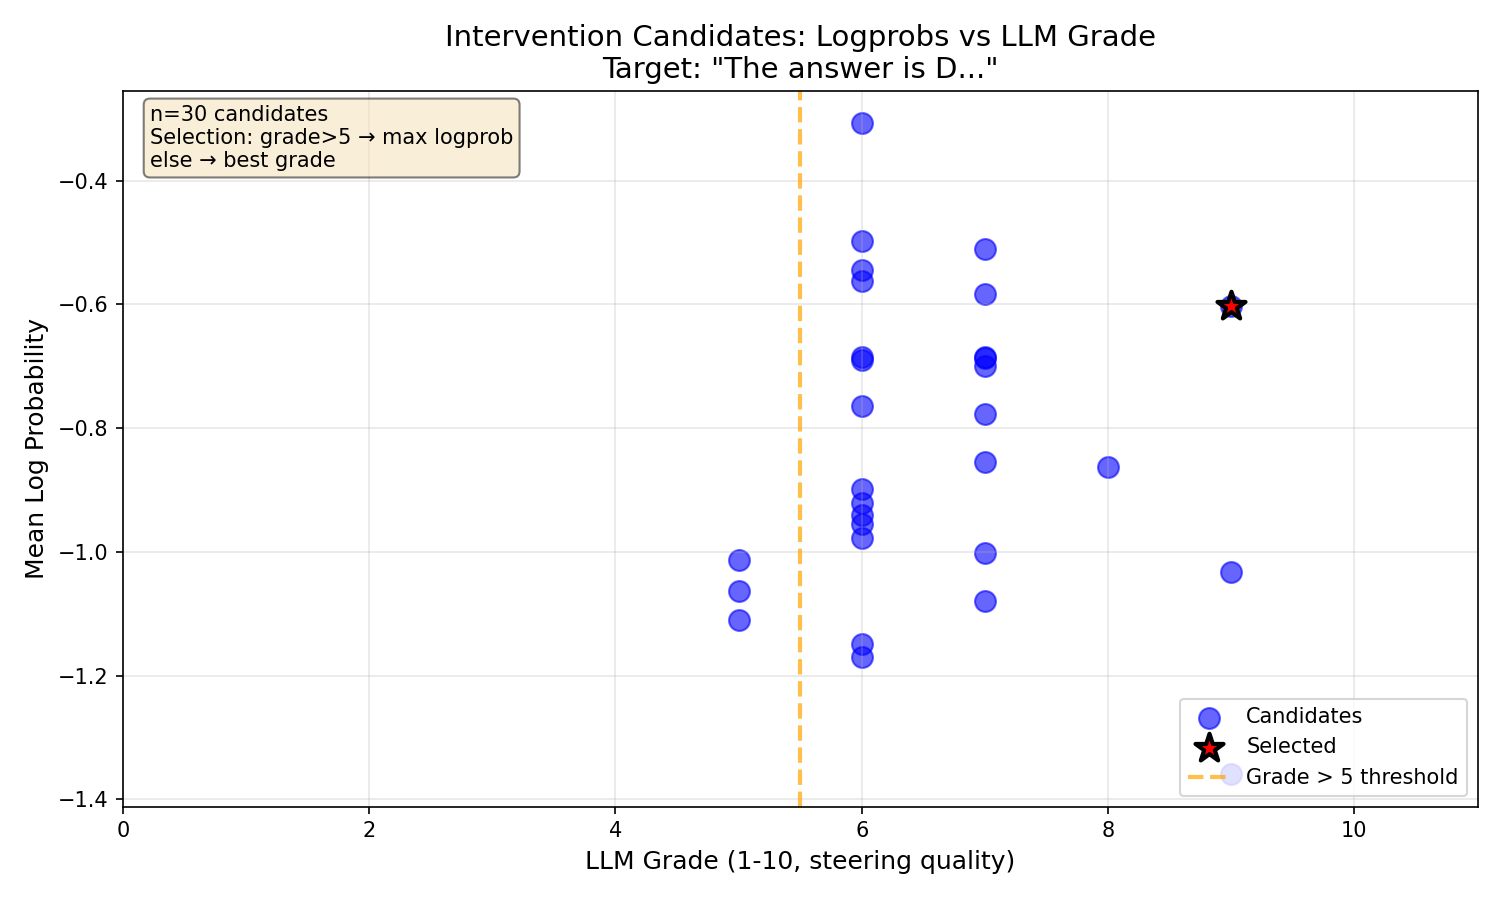 Intervention Candidates: Logprobs vs LLM Grade
Target: "The answer is D..."
n=30 candidates
Selection: grade>5 → max logprob
else → best grade
Mean Log Probability
−0.4
−0.6
−0.8
−1.0
−1.2
−1.4
Candidates
Selected
Grade > 5 threshold
0
2
4
6
8
10
LLM Grade (1-10, steering quality)